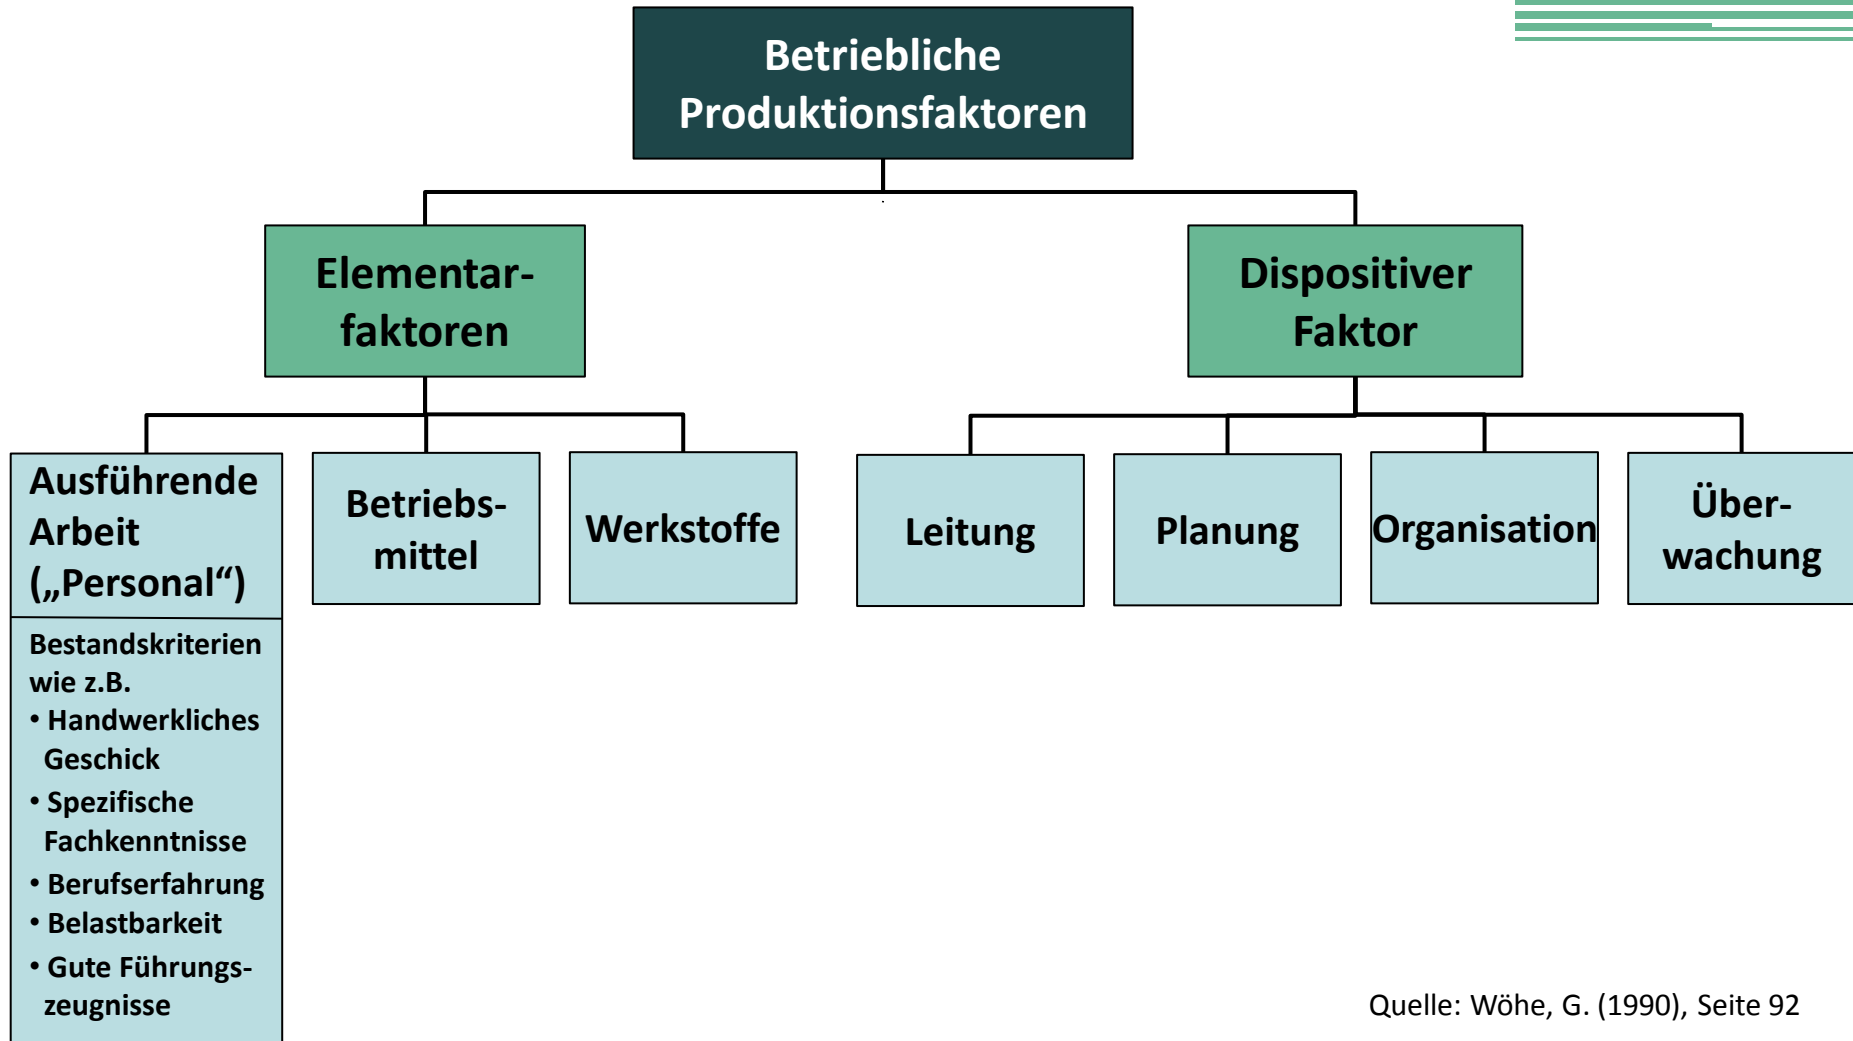 Betriebliche
Produktionsfaktoren
Elementar-
faktoren
Dispositiver
Faktor
Ausführende
Arbeit
(„Personal“)
Betriebs-
mittel
Werkstoffe
Leitung
Planung
Organisation
Über-
wachung
Bestandskriterien
wie z.B.
• Handwerkliches
Geschick
• Spezifische
Fachkenntnisse
• Berufserfahrung
• Belastbarkeit
• Gute Führungs-
zeugnisse
Quelle: Wöhe, G. (1990), Seite 92